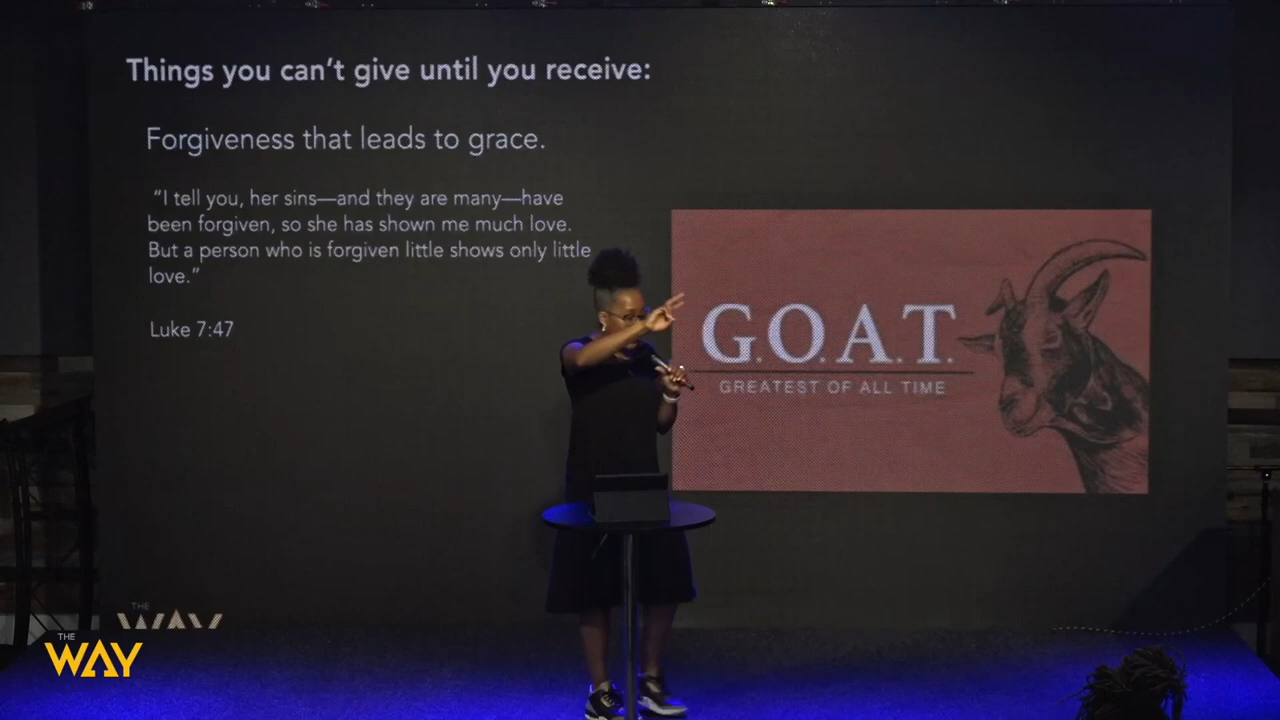 Things you can't give until you receive:
Forgiveness that leads to grace.
“I tell you, her sins—and they are many—have
been forgiven, so she has shown me much love.
But a person who is forgiven little shows only little
love.”
Luke 7:47
G.O.A.T.
GREATEST OF ALL TIME
THE
WAY
THE
WAY